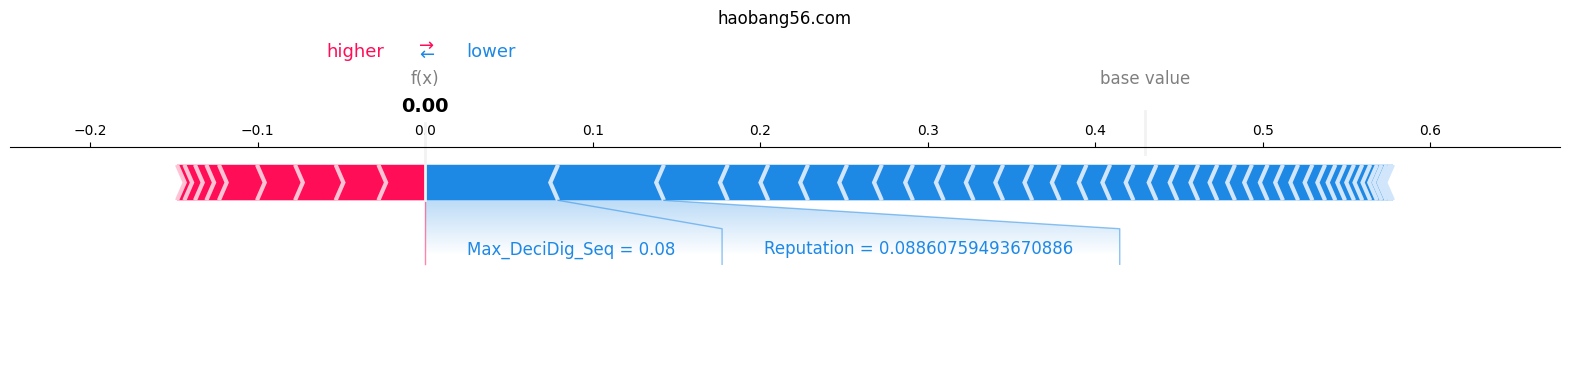 haobang56.com
higher → lower
←
f(x) base value
0.00
−0.2 −0.1 0.0 0.1 0.2 0.3 0.4 0.5 0.6
Max_DeciDig_Seq = 0.08 Reputation = 0.08860759493670886